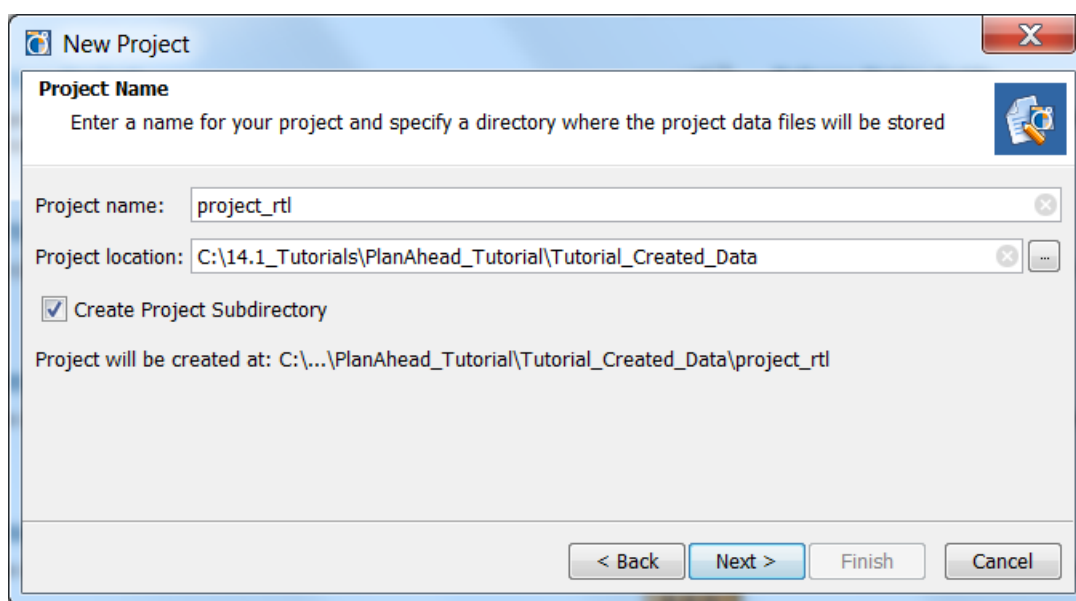 New Project
Project Name
Enter a name for your project and specify a directory where the project data files will be stored
Project name: project_rtl
Project location: C:\14.1_Tutorials\PlanAhead_Tutorial\Tutorial_Created_Data ...
Create Project Subdirectory
Project will be created at: C:\...\PlanAhead_Tutorial\Tutorial_Created_Data\project_rtl
< Back Next > Finish Cancel